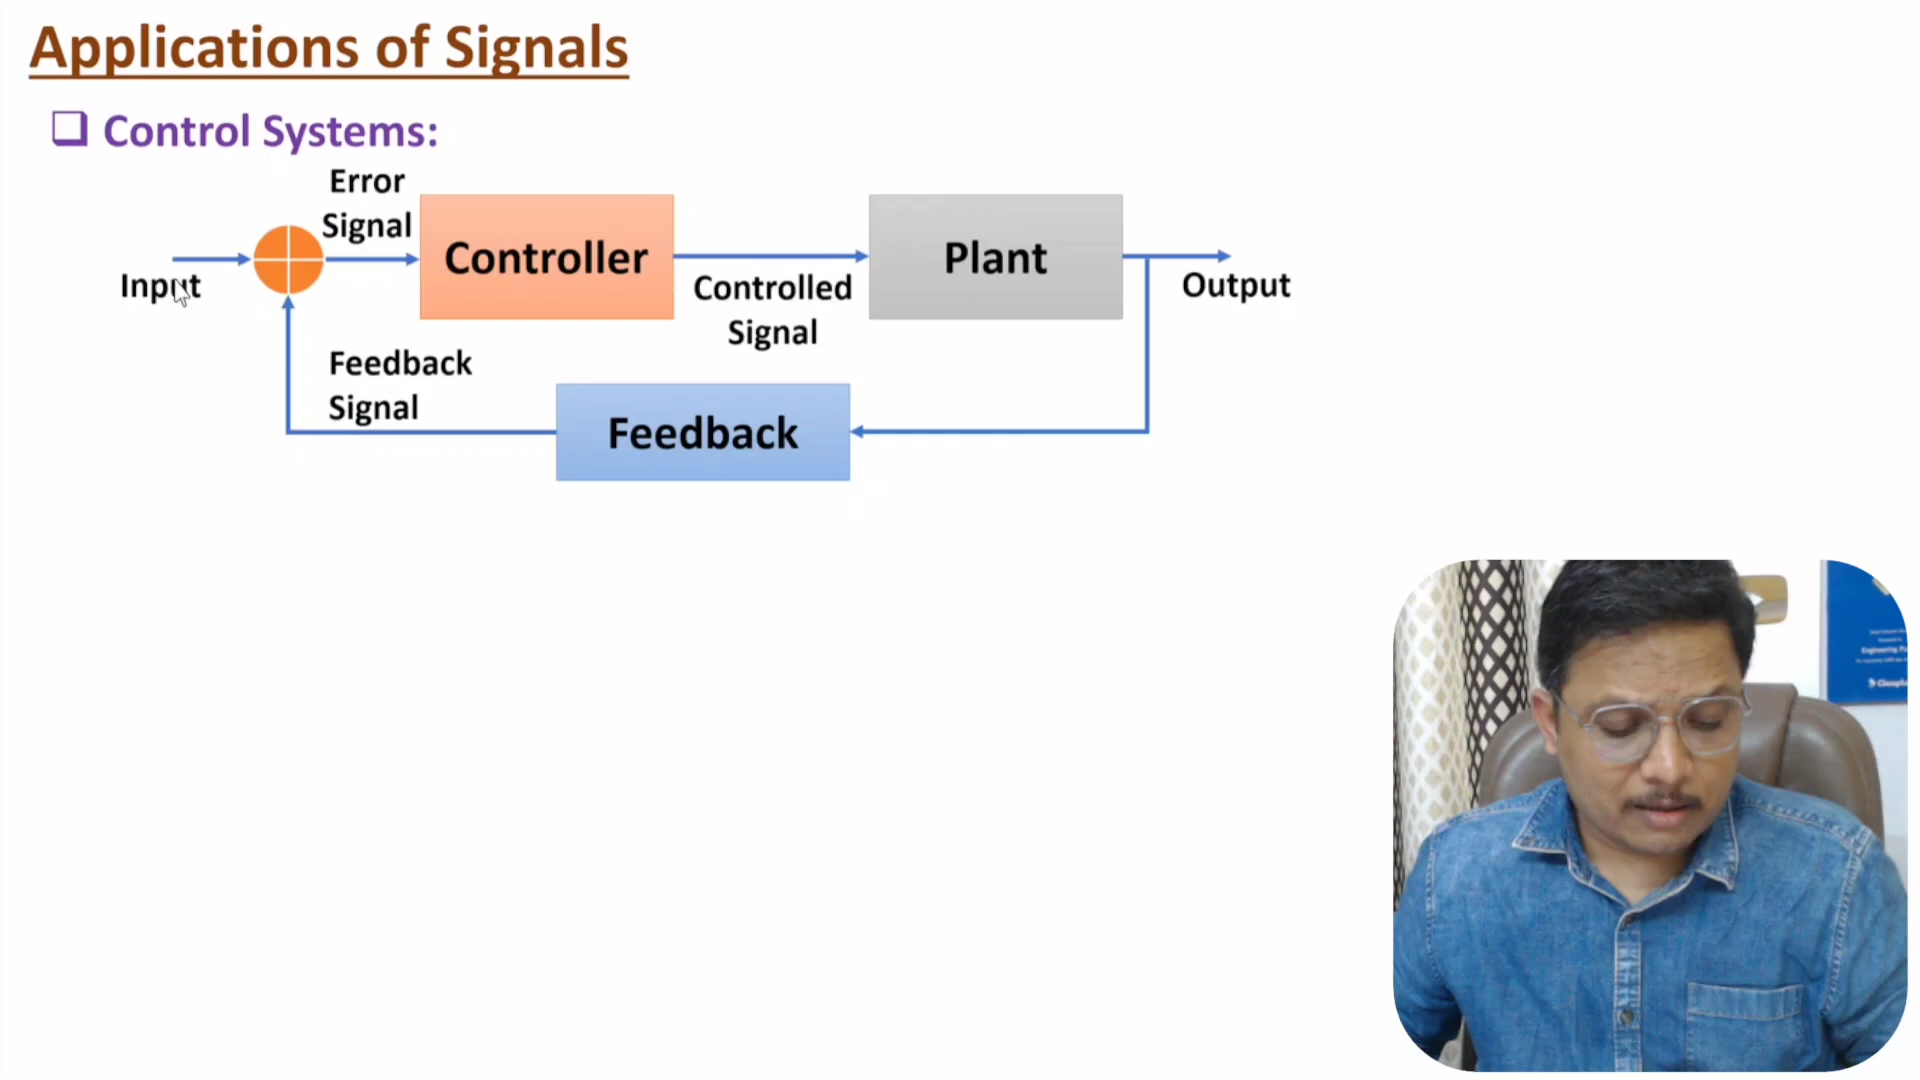 Applications of Signals
Control Systems:
Error
Signal
Controller
Plant
Input
Controlled
Signal
Output
Feedback
Signal
Feedback